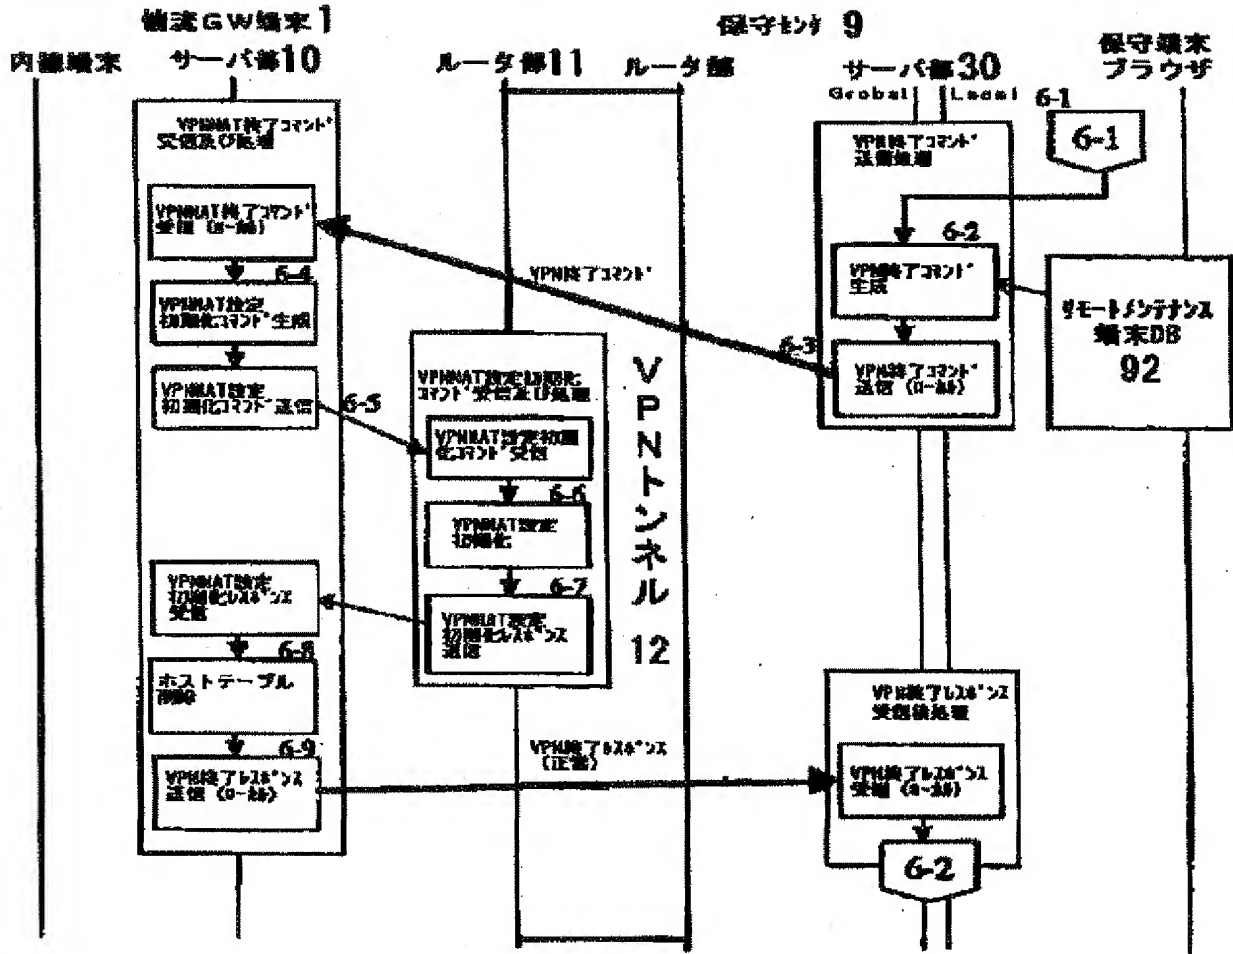 物流GW端末1
保守ｾﾝﾀ 9
内線端末
サーバ部10
ルータ部11
ルータ部
サーバ部30
保守端末
ブラウザ
Grobal
Local
VPNNAT終了ｺﾏﾝﾄﾞ
受信及び処理
VPN終了ｺﾏﾝﾄﾞ
送信処理
6-1
6-1
VPNNAT終了ｺﾏﾝﾄﾞ
受信 (ﾛｰｶﾙ)
VPN終了ｺﾏﾝﾄﾞ
6-2
VPN終了ｺﾏﾝﾄﾞ
生成
リモートメンテナンス
端末DB
92
6-4
VPNNAT設定
初期化ｺﾏﾝﾄﾞ生成
6-3
VPN終了ｺﾏﾝﾄﾞ
送信 (ﾛｰｶﾙ)
VPNNAT設定
初期化ｺﾏﾝﾄﾞ送信
6-5
VPNNAT設定初期化
ｺﾏﾝﾄﾞ受信及び処理
VPNNAT設定初期
化ｺﾏﾝﾄﾞ受信
6-6
VPNNAT設定
初期化
6-7
VPNNAT設定
初期化ﾚｽﾎﾟﾝｽ
送信
VPNトンネル
12
VPNNAT設定
初期化ﾚｽﾎﾟﾝｽ
受信
6-8
ホストテーブル
削除
6-9
VPN終了ﾚｽﾎﾟﾝｽ
送信 (ﾛｰｶﾙ)
VPN終了ﾚｽﾎﾟﾝｽ
(正常)
VPN終了ﾚｽﾎﾟﾝｽ
受信後処理
VPN終了ﾚｽﾎﾟﾝｽ
受信 (ﾛｰｶﾙ)
6-2